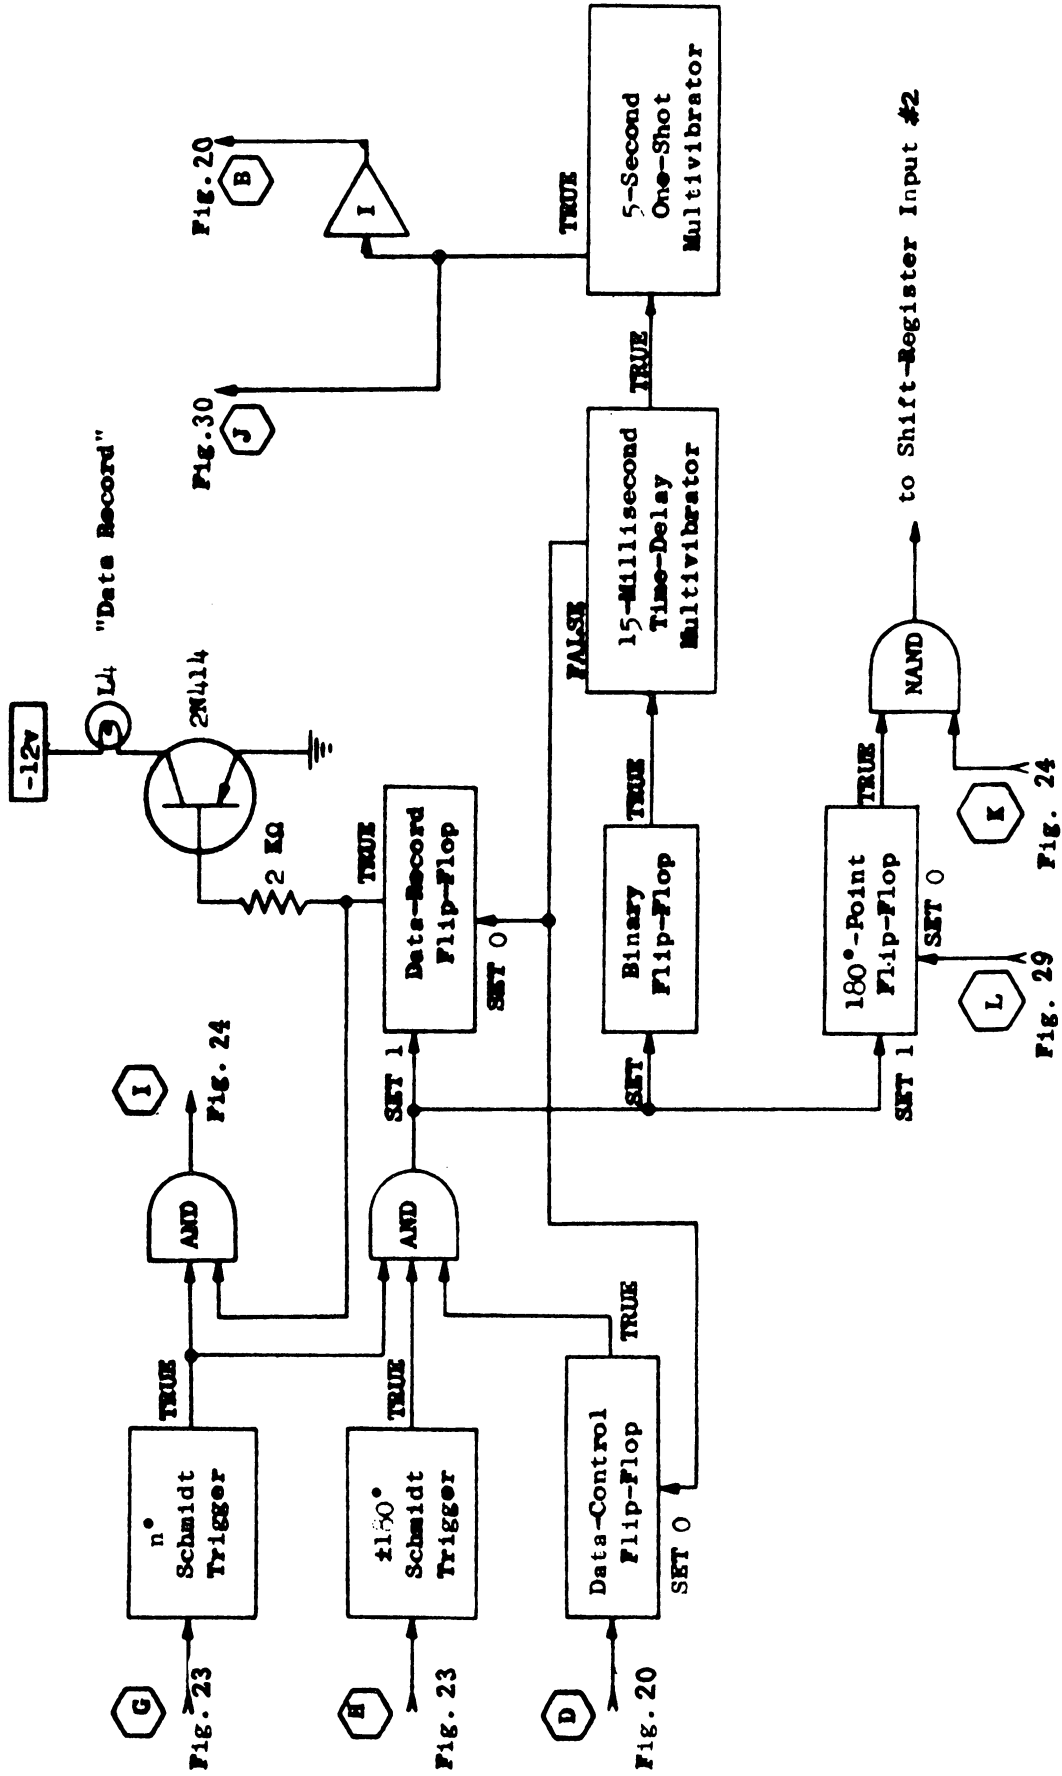 G
Fig. 23
n°
Schmidt
Trigger
TRUE
AND
I
Fig. 24
H
Fig. 23
±180°
Schmidt
Trigger
TRUE
AND
D
Fig. 20
Data-Control
Flip-Flop
SET 0
TRUE
SET 1
Data-Record
Flip-Flop
SET 0
TRUE
2 KΩ
2N414
-12v
L4 "Data Record"
SET
Binary
Flip-Flop
TRUE
15-Millisecond
Time-Delay
Multivibrator
FALSE
TRUE
5-Second
One-Shot
Multivibrator
TRUE
Fig.30
J
I
Fig.20
B
SET 1
180°-Point
Flip-Flop
SET 0
L
Fig. 29
TRUE
K
Fig. 24
NAND
to Shift-Register Input #2